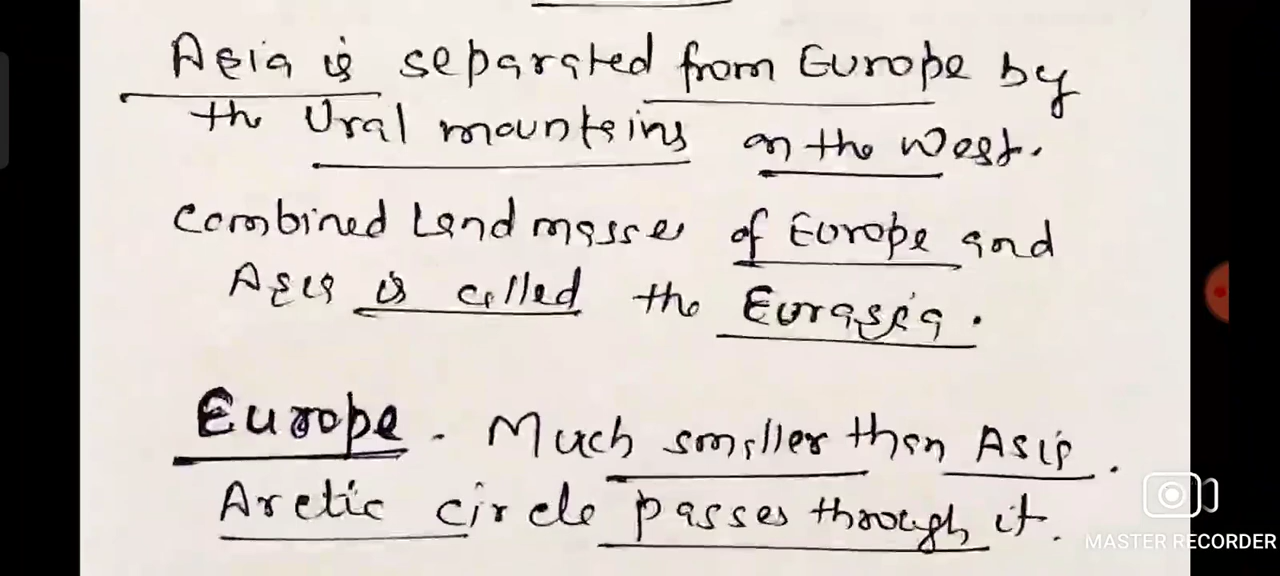 Asia is separated from Europe by
the Ural mountains on the West.
Combined Land masses of Europe and
Asia is called the Eurasia.
Europe. Much smaller than Asia.
Arctic circle passes through it.
MASTER RECORDER